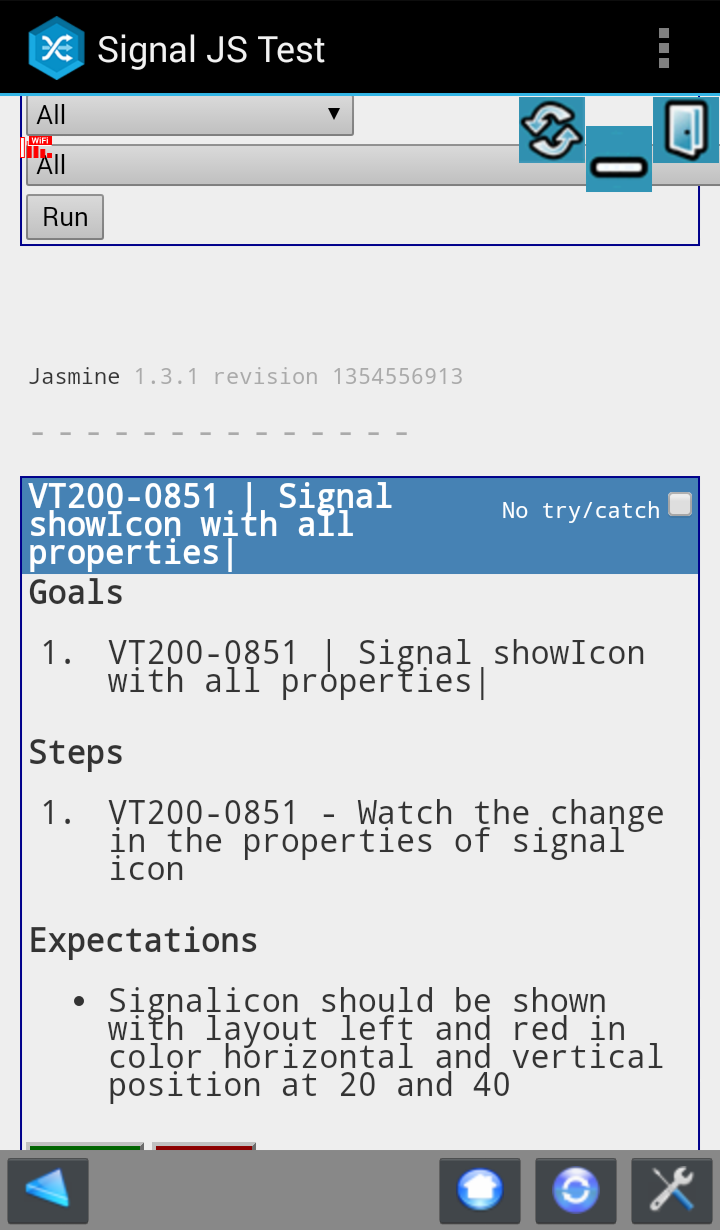 Signal JS Test
All
WiFi
All
Run
Jasmine 1.3.1 revision 1354556913
VT200-0851 | Signal
showIcon with all
properties|
No try/catch
Goals
1. VT200-0851 | Signal showIcon
with all properties|
Steps
1. VT200-0851 - Watch the change
in the properties of signal
icon
Expectations
• Signalicon should be shown
with layout left and red in
color horizontal and vertical
position at 20 and 40